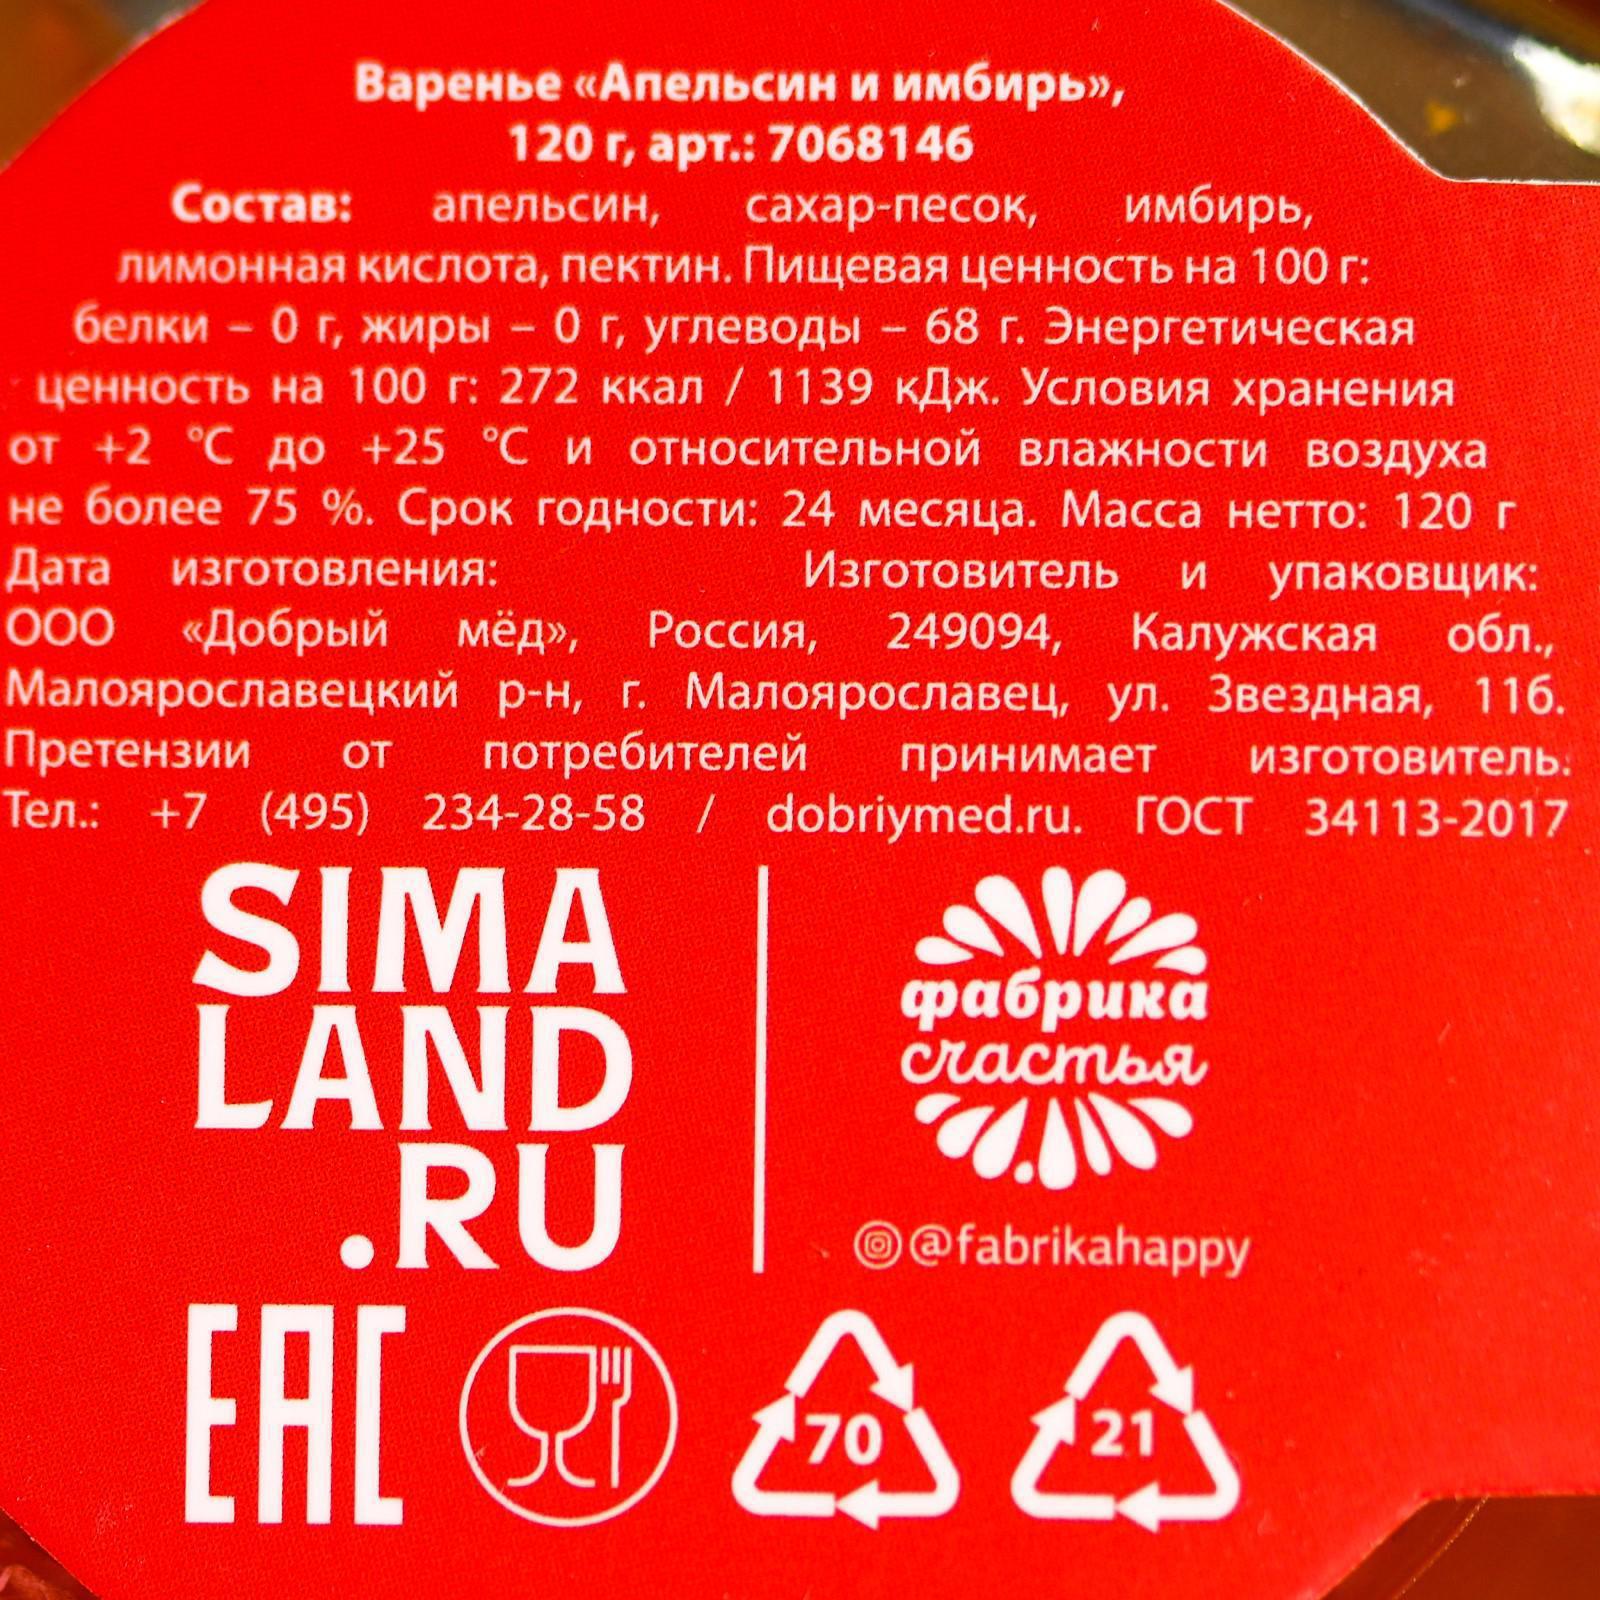 Варенье «Апельсин и имбирь»,
120 г, арт.: 7068146
Состав: апельсин, сахар-песок, имбирь,
лимонная кислота, пектин. Пищевая ценность на 100 г:
белки – 0 г, жиры – 0 г, углеводы – 68 г. Энергетическая
ценность на 100 г: 272 ккал / 1139 кДж. Условия хранения
от +2 °С до +25 °С и относительной влажности воздуха
не более 75 %. Срок годности: 24 месяца. Масса нетто: 120 г
Дата изготовления: Изготовитель и упаковщик:
ООО «Добрый мёд», Россия, 249094, Калужская обл.,
Малоярославецкий р-н, г. Малоярославец, ул. Звездная, 11б.
Претензии от потребителей принимает изготовитель:
Тел.: +7 (495) 234-28-58 / dobriymed.ru. ГОСТ 34113-2017
SIMA
LAND
.RU
фабрика
счастья
@fabrikahappy
EAC
70
21